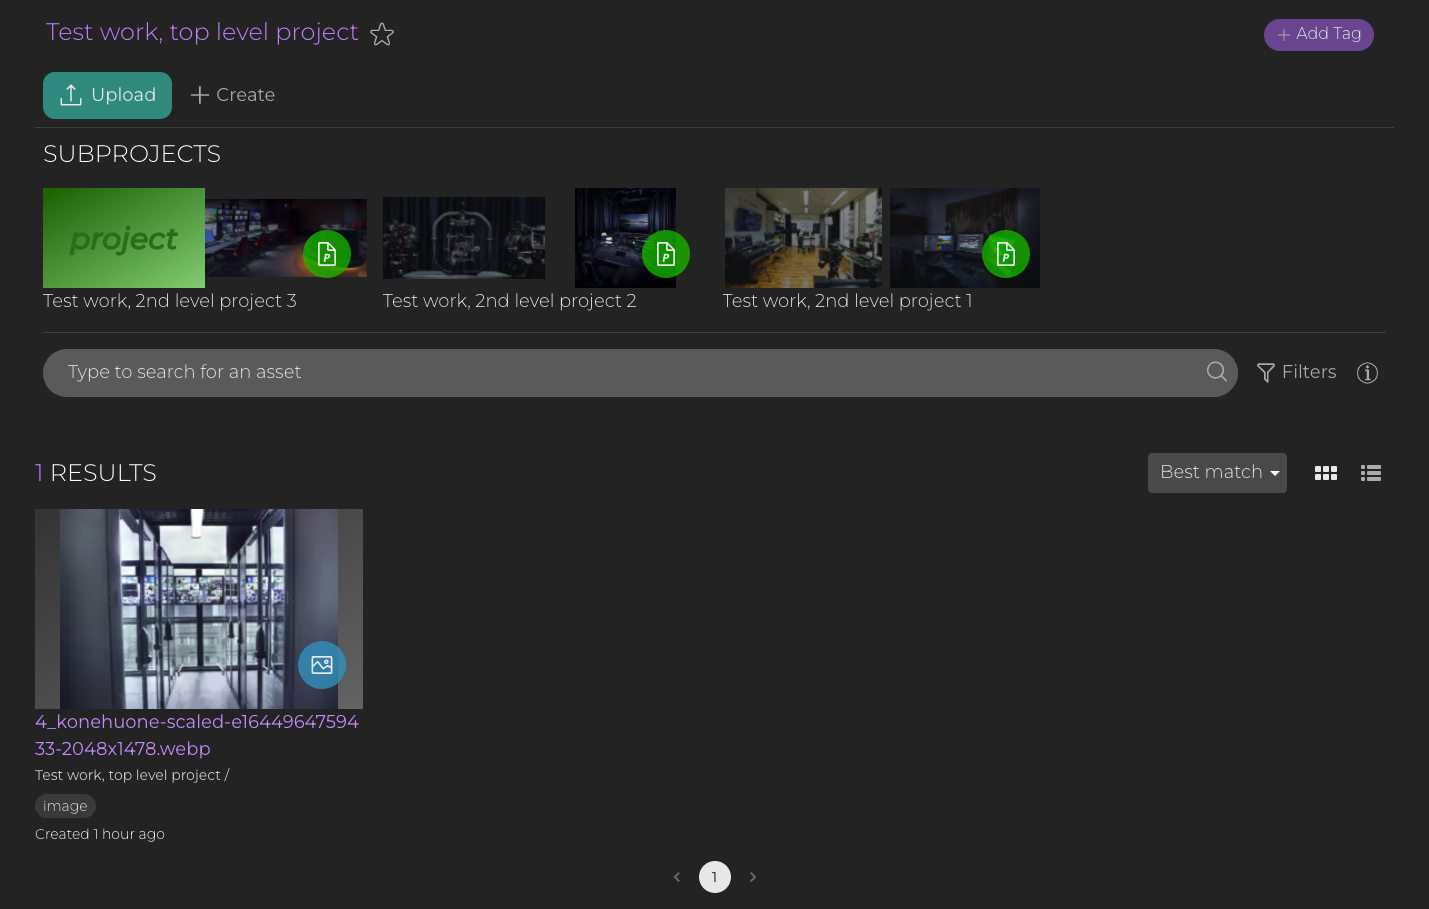 Test work, top level project
+ Add Tag
Upload
+ Create
SUBPROJECTS
project
Test work, 2nd level project 3
Test work, 2nd level project 2
Test work, 2nd level project 1
Type to search for an asset
Filters
1 RESULTS
Best match
4_konehuone-scaled-e16449647594
33-2048x1478.webp
Test work, top level project /
image
Created 1 hour ago
< 1 >